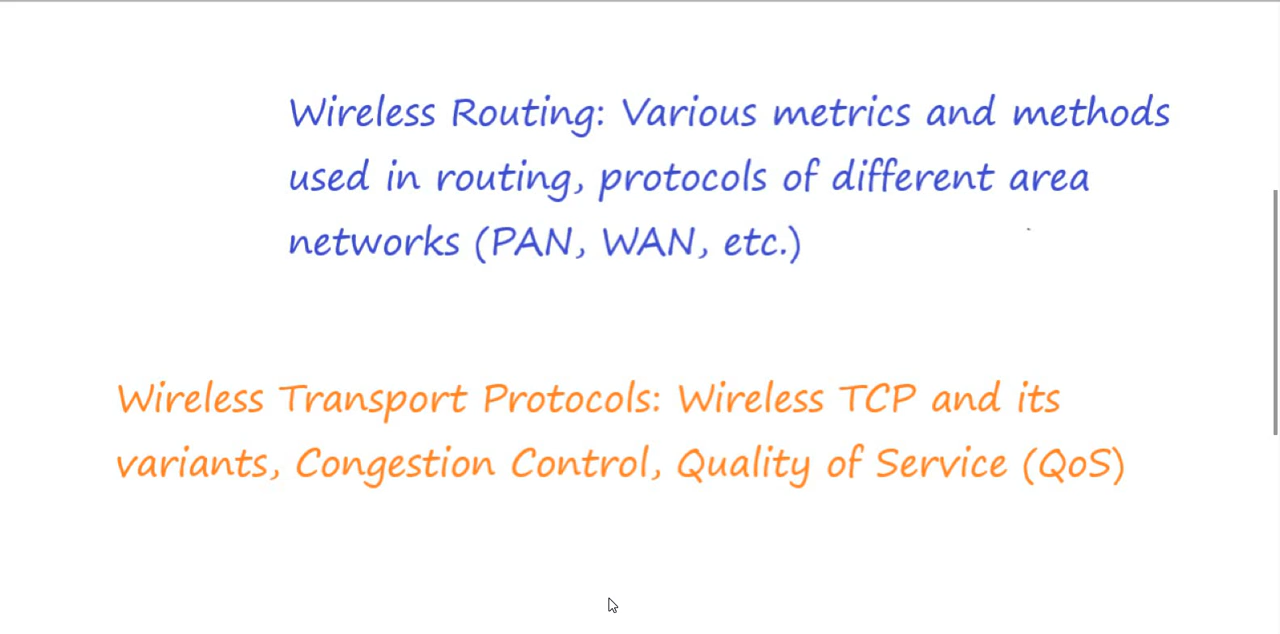 Wireless Routing: Various metrics and methods
used in routing, protocols of different area
networks (PAN, WAN, etc.)
Wireless Transport Protocols: Wireless TCP and its
variants, Congestion Control, Quality of Service (QoS)